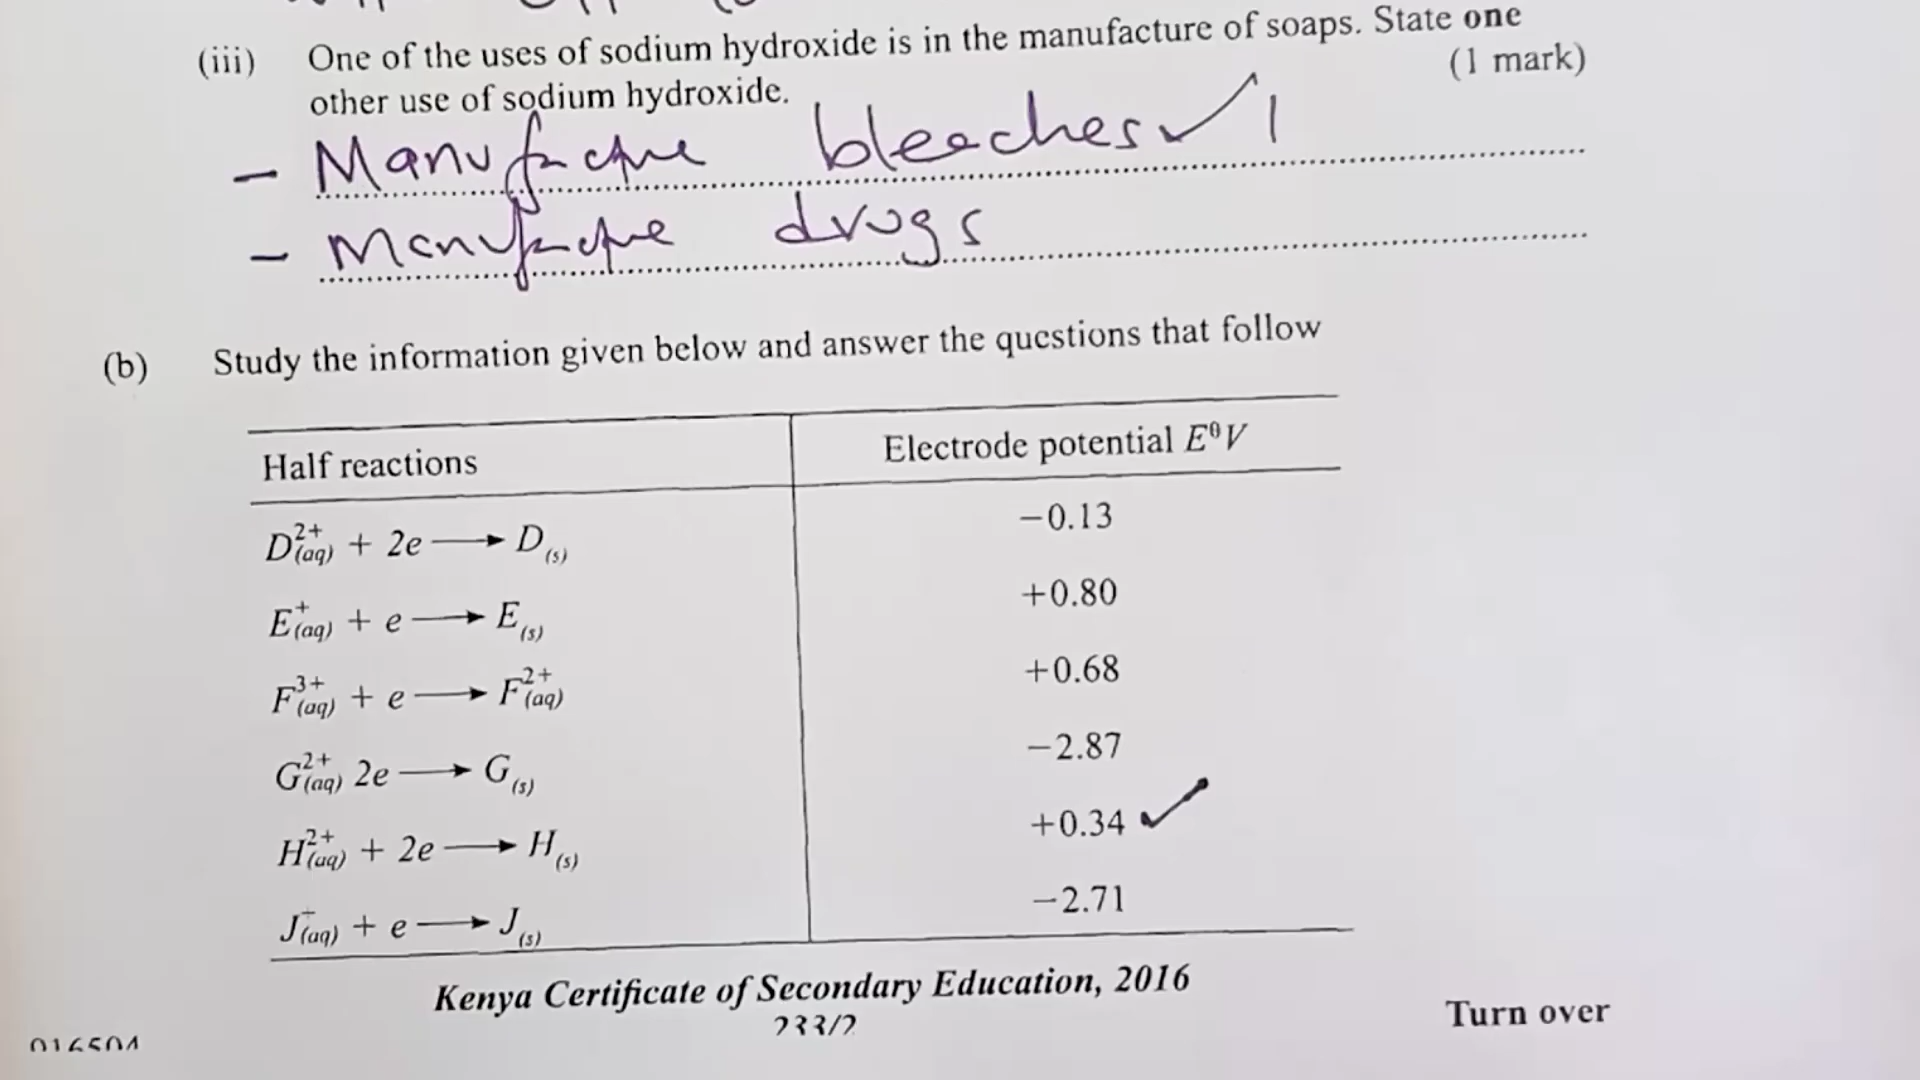 (iii) One of the uses of sodium hydroxide is in the manufacture of soaps. State one
other use of sodium hydroxide. (1 mark)
- Manufacture bleaches ✓ 1
- Manufacture drugs
(b) Study the information given below and answer the questions that follow
Half reactions Electrode potential E⁰V
D²⁺(aq) + 2e ⟶ D(s) −0.13
E⁺(aq) + e ⟶ E(s) +0.80
F³⁺(aq) + e ⟶ F²⁺(aq) +0.68
G²⁺(aq) 2e ⟶ G(s) −2.87
H²⁺(aq) + 2e ⟶ H(s) +0.34 ✓
J⁺(aq) + e ⟶ J(s) −2.71
Kenya Certificate of Secondary Education, 2016
233/2
Turn over
016504